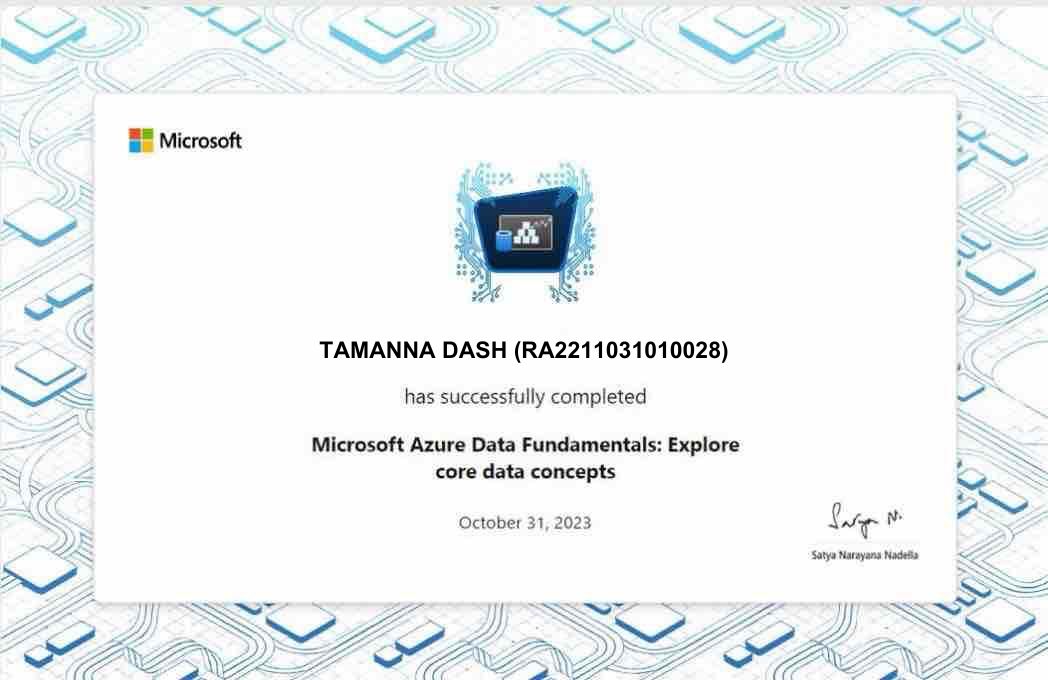 Microsoft
TAMANNA DASH (RA2211031010028)
has successfully completed
Microsoft Azure Data Fundamentals: Explore
core data concepts
October 31, 2023
Satya N.
Satya Narayana Nadella